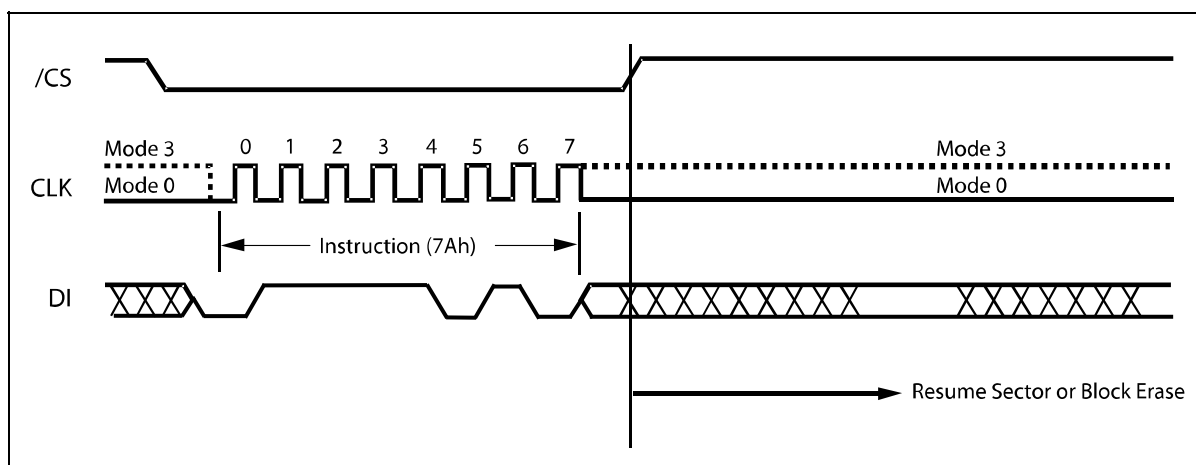 /CS
0 1 2 3 4 5 6 7
Mode 3 Mode 3
CLK
Mode 0 Mode 0
Instruction (7Ah)
DI
Resume Sector or Block Erase